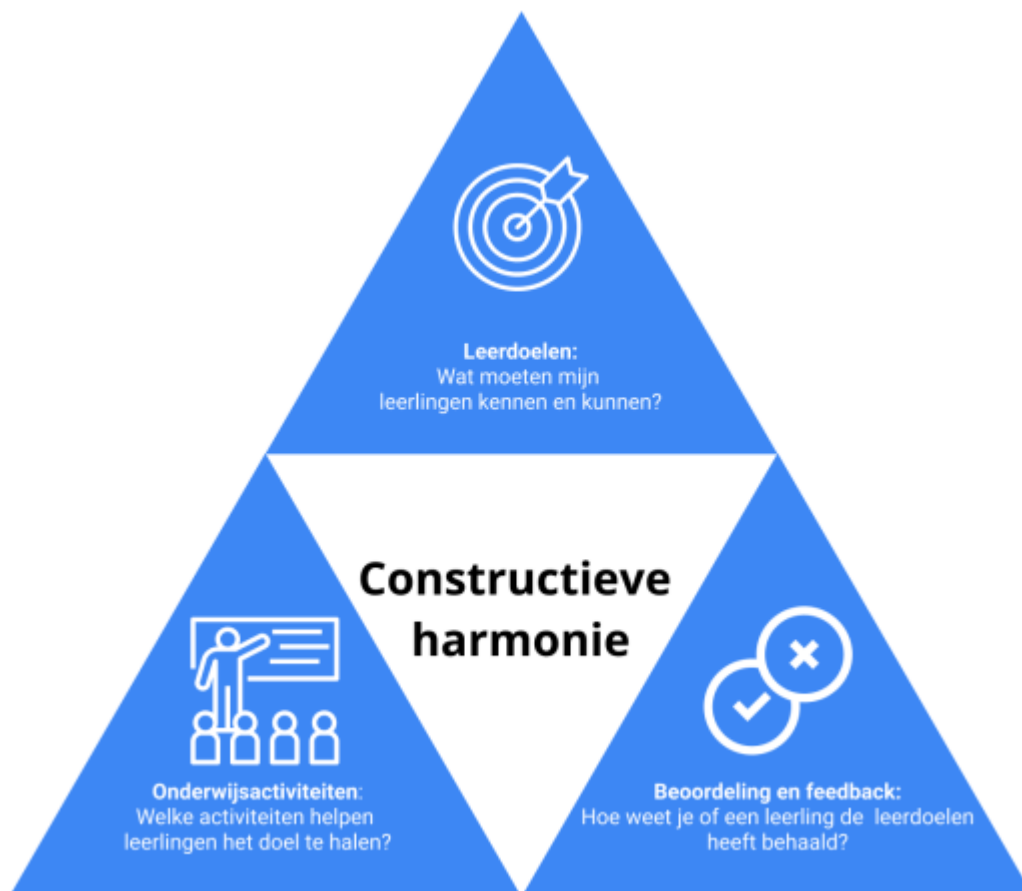 Leerdoelen:
Wat moeten mijn
leerlingen kennen en kunnen?
Constructieve
harmonie
Onderwijsactiviteiten:
Welke activiteiten helpen
leerlingen het doel te halen?
Beoordeling en feedback:
Hoe weet je of een leerling de leerdoelen
heeft behaald?